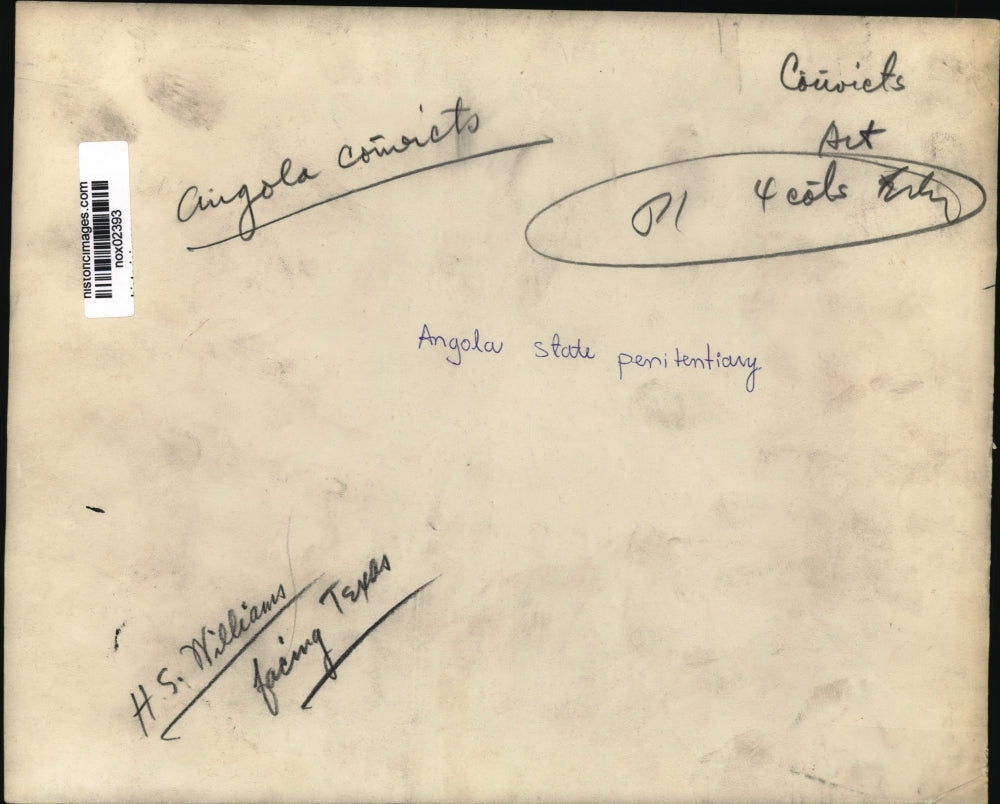 Convicts
Art
P1 4 cols
Angola convicts
historicimages.com
nox02393
Angola state penitentiary
H.S. Williams
facing Texas